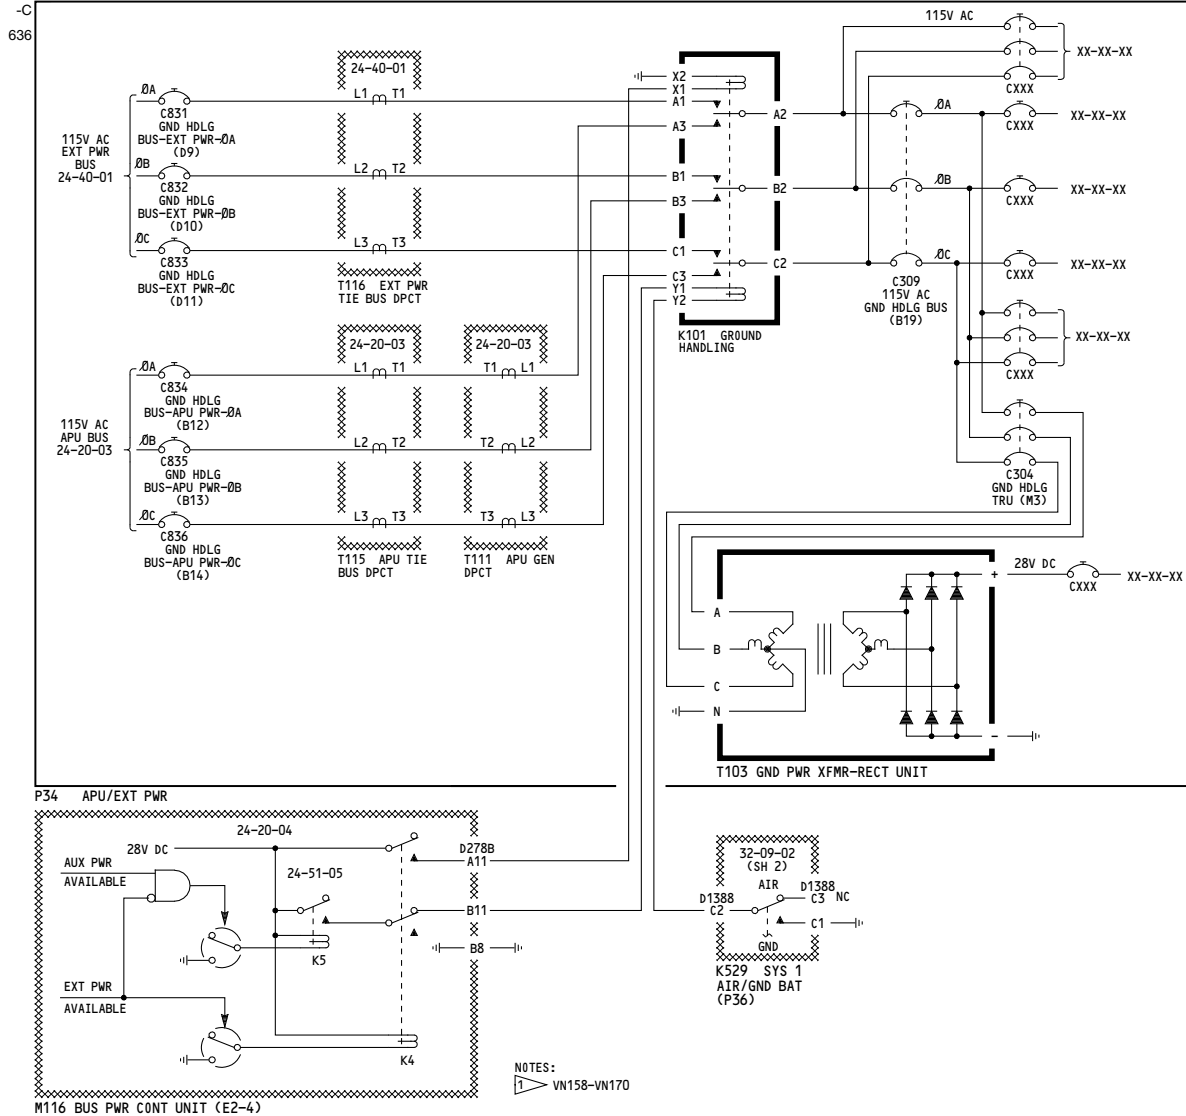 -C
636
115V AC
EXT PWR
BUS
24-40-01
ØA
C831
GND HDLG
BUS-EXT PWR-ØA
(D9)
ØB
C832
GND HDLG
BUS-EXT PWR-ØB
(D10)
ØC
C833
GND HDLG
BUS-EXT PWR-ØC
(D11)
24-40-01
L1 T1
L2 T2
L3 T3
T116 EXT PWR
TIE BUS DPCT
115V AC
APU BUS
24-20-03
ØA
C834
GND HDLG
BUS-APU PWR-ØA
(B12)
ØB
C835
GND HDLG
BUS-APU PWR-ØB
(B13)
ØC
C836
GND HDLG
BUS-APU PWR-ØC
(B14)
24-20-03
L1 T1
L2 T2
L3 T3
T115 APU TIE
BUS DPCT
24-20-03
T1 L1
T2 L2
T3 L3
T111 APU GEN
DPCT
X2
X1
A1
A3
B1
B3
C1
C3
Y1
Y2
A2
B2
C2
K101 GROUND
HANDLING
115V AC
CXXX
XX-XX-XX
ØA
CXXX
XX-XX-XX
ØB
CXXX
XX-XX-XX
ØC
CXXX
XX-XX-XX
C309
115V AC
GND HDLG BUS
(B19)
CXXX
XX-XX-XX
C304
GND HDLG
TRU (M3)
A
B
C
N
+
-
28V DC
CXXX
XX-XX-XX
T103 GND PWR XFMR-RECT UNIT
P34 APU/EXT PWR
24-20-04
28V DC
AUX PWR
AVAILABLE
24-51-05
K5
EXT PWR
AVAILABLE
K4
D278B
A11
B11
B8
M116 BUS PWR CONT UNIT (E2-4)
32-09-02
(SH 2)
AIR
D1388
C2
D1388
C3 NC
C1
GND
K529 SYS 1
AIR/GND BAT
(P36)
NOTES:
1 VN158-VN170